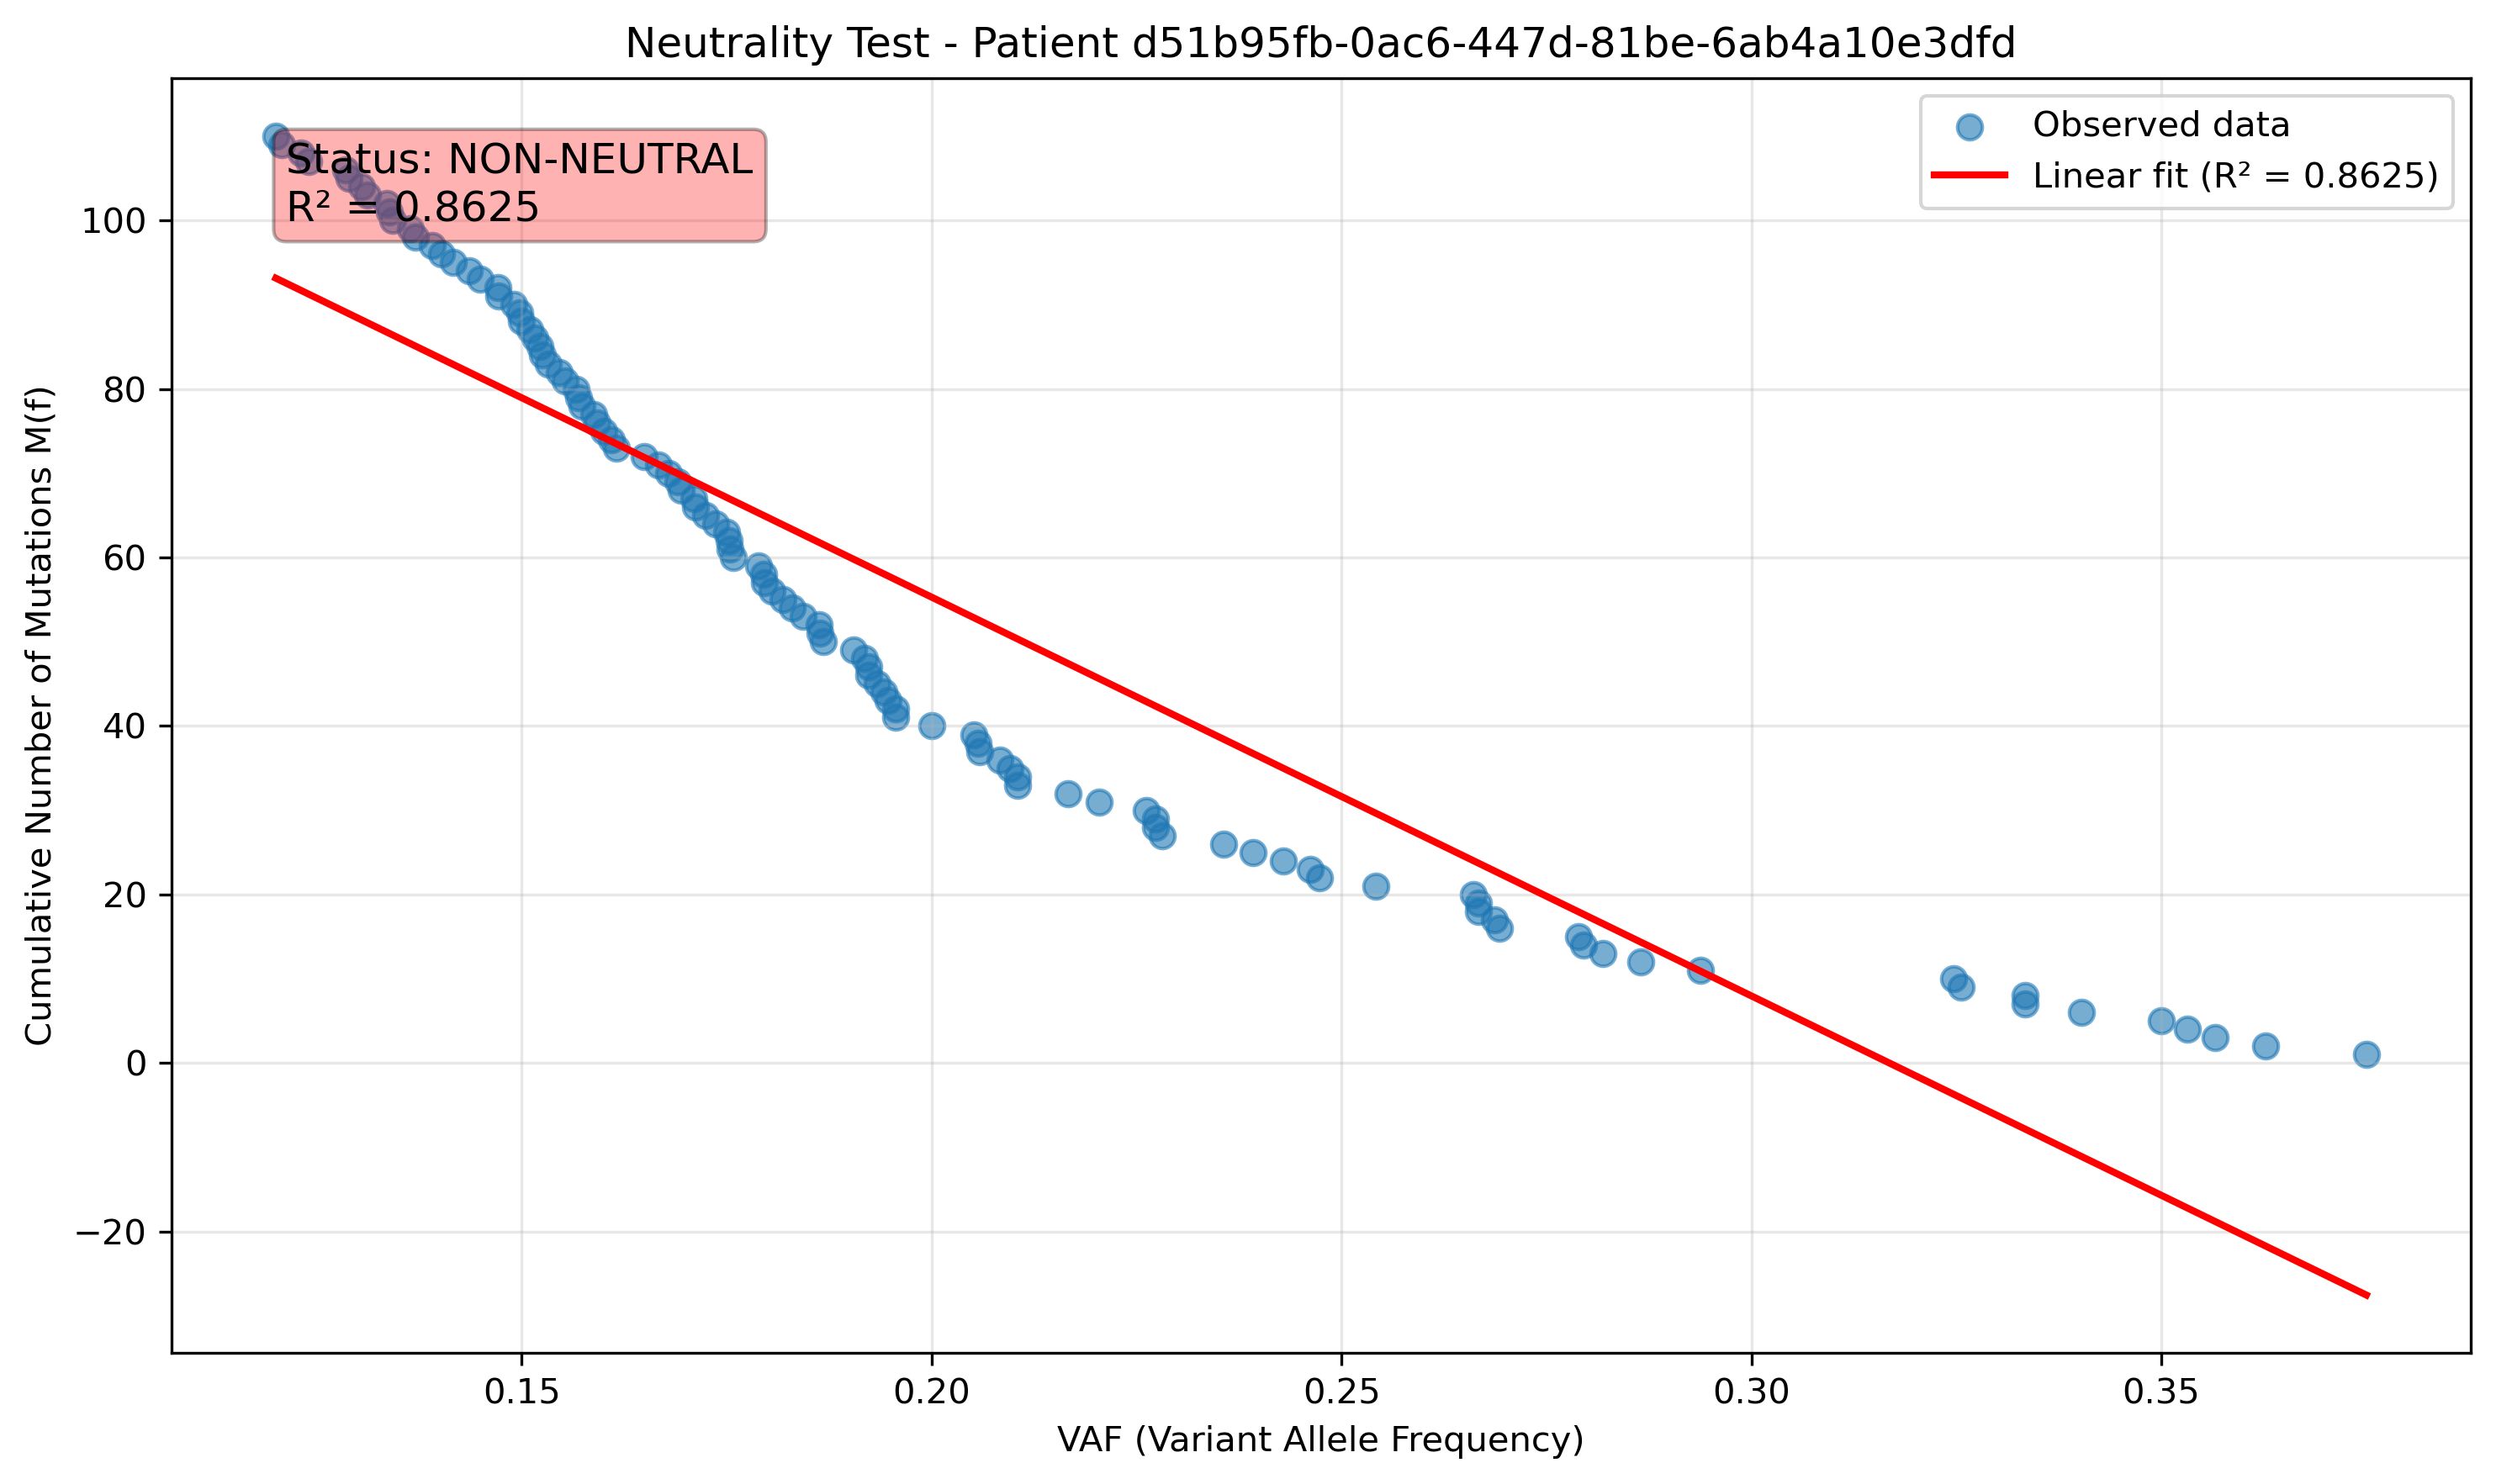 Neutrality Test - Patient d51b95fb-0ac6-447d-81be-6ab4a10e3dfd
Observed data
Linear fit (R² = 0.8625)
Status: NON-NEUTRAL
R² = 0.8625
Cumulative Number of Mutations M(f)
100
80
60
40
20
0
−20
0.15
0.20
0.25
0.30
0.35
VAF (Variant Allele Frequency)